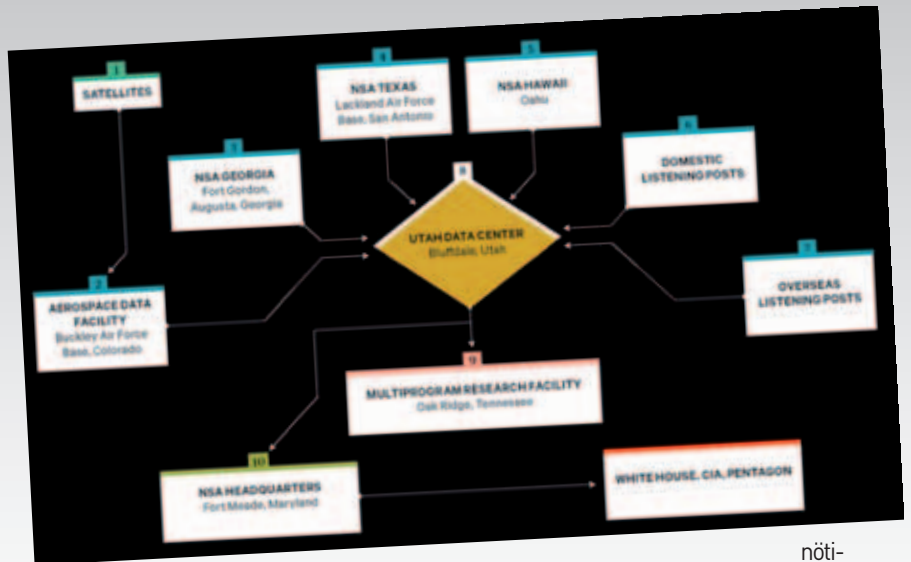 1
SATELLITES
4
NSA TEXAS
Lackland Air Force
Base, San Antonio
5
NSA HAWAII
Oahu
3
NSA GEORGIA
Fort Gordon,
Augusta, Georgia
6
DOMESTIC
LISTENING POSTS
8
UTAH DATA CENTER
Bluffdale, Utah
2
AEROSPACE DATA
FACILITY
Buckley Air Force
Base, Colorado
7
OVERSEAS
LISTENING POSTS
9
MULTIPROGRAM RESEARCH FACILITY
Oak Ridge, Tennessee
10
NSA HEADQUARTERS
Fort Meade, Maryland
WHITE HOUSE, CIA, PENTAGON
nöti-